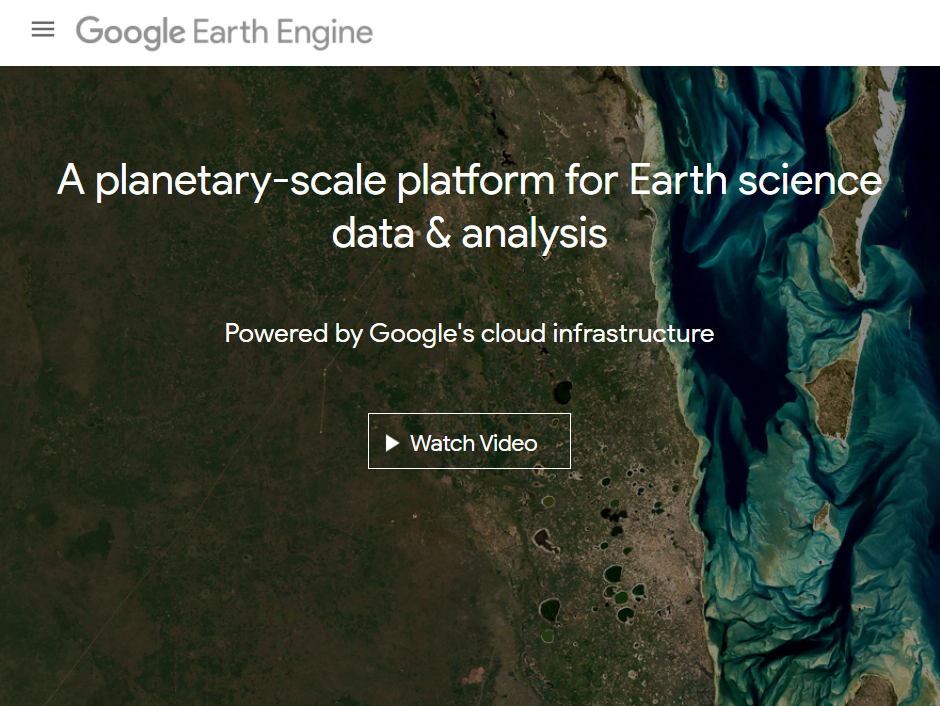 Google Earth Engine
A planetary-scale platform for Earth science
data & analysis
Powered by Google's cloud infrastructure
Watch Video